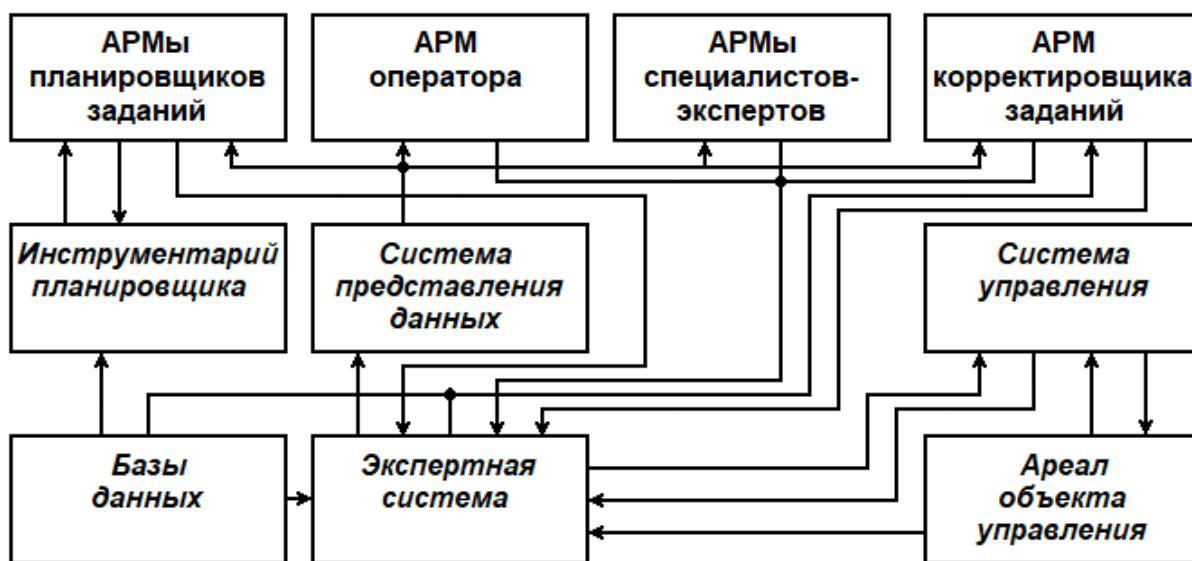 АРМы
планировщиков
заданий
АРМ
оператора
АРМы
специалистов-
экспертов
АРМ
корректировщика
заданий
Инструментарий
планировщика
Система
представления
данных
Система
управления
Базы
данных
Экспертная
система
Ареал
объекта
управления